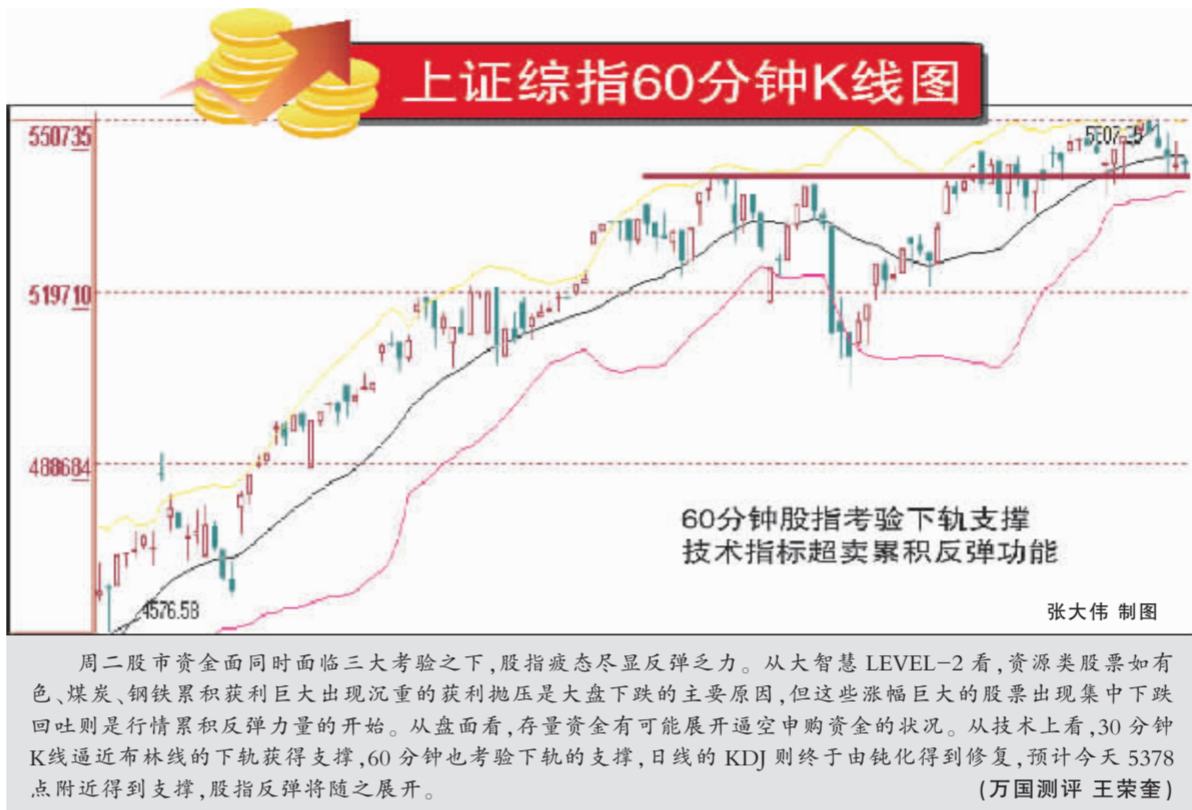 上证综指60分钟K线图
550735
5507.35
519710
488684
4576.58
60分钟股指考验下轨支撑
技术指标超卖累积反弹功能
张大伟 制图
周二股市资金面同时面临三大考验之下,股指疲态尽显反弹乏力。从大智慧 LEVEL-2 看,资源类股票如有
色、煤炭、钢铁累积获利巨大出现沉重的获利抛压是大盘下跌的主要原因,但这些涨幅巨大的股票出现集中下跌
回吐则是行情累积反弹力量的开始。从盘面看,存量资金有可能展开逼空申购资金的状况。从技术上看,30 分钟
K线逼近布林线的下轨获得支撑,60 分钟也考验下轨的支撑,日线的 KDJ 则终于由钝化得到修复,预计今天 5378
点附近得到支撑,股指反弹将随之展开。
(万国测评 王荣奎)